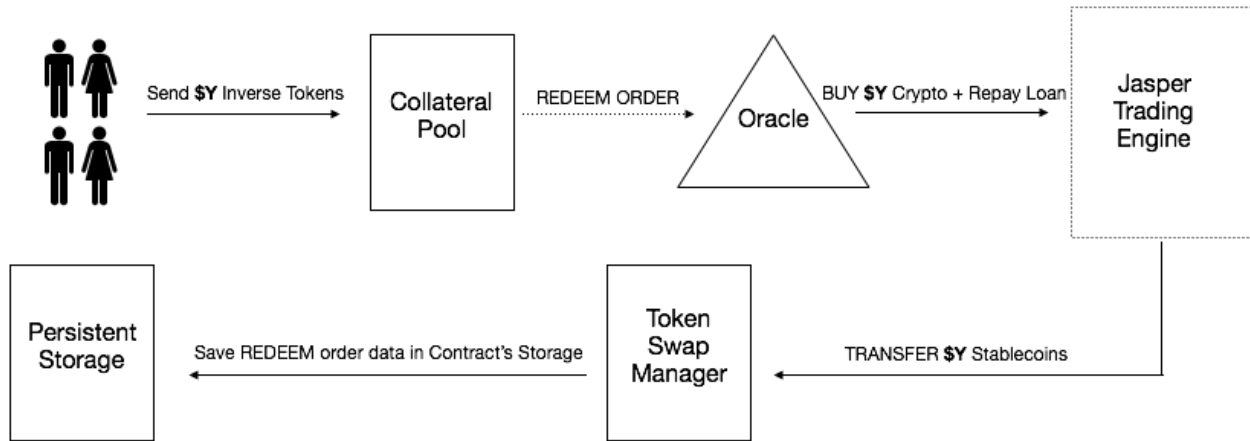 Send $Y Inverse Tokens
Collateral
Pool
REDEEM ORDER
Oracle
BUY $Y Crypto + Repay Loan
Jasper
Trading
Engine
Persistent
Storage
Save REDEEM order data in Contract's Storage
Token
Swap
Manager
TRANSFER $Y Stablecoins